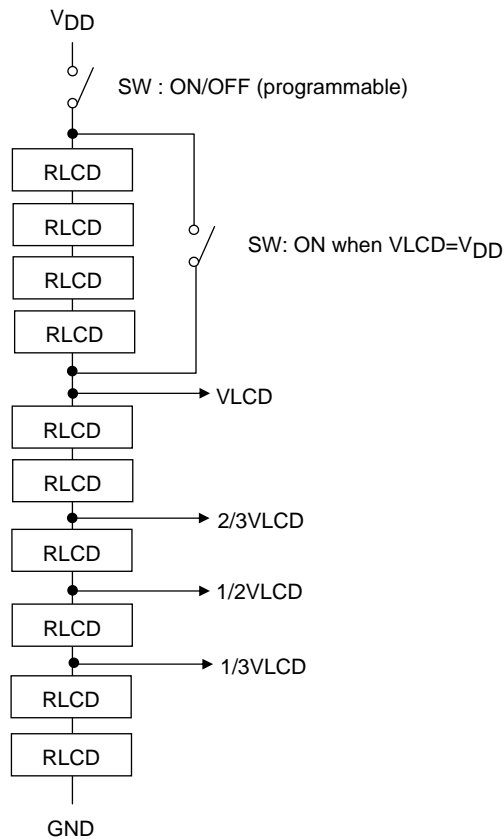 VDD
SW : ON/OFF (programmable)
RLCD
RLCD
RLCD
SW: ON when VLCD=VDD
RLCD
VLCD
RLCD
RLCD
2/3VLCD
RLCD
1/2VLCD
RLCD
1/3VLCD
RLCD
RLCD
GND